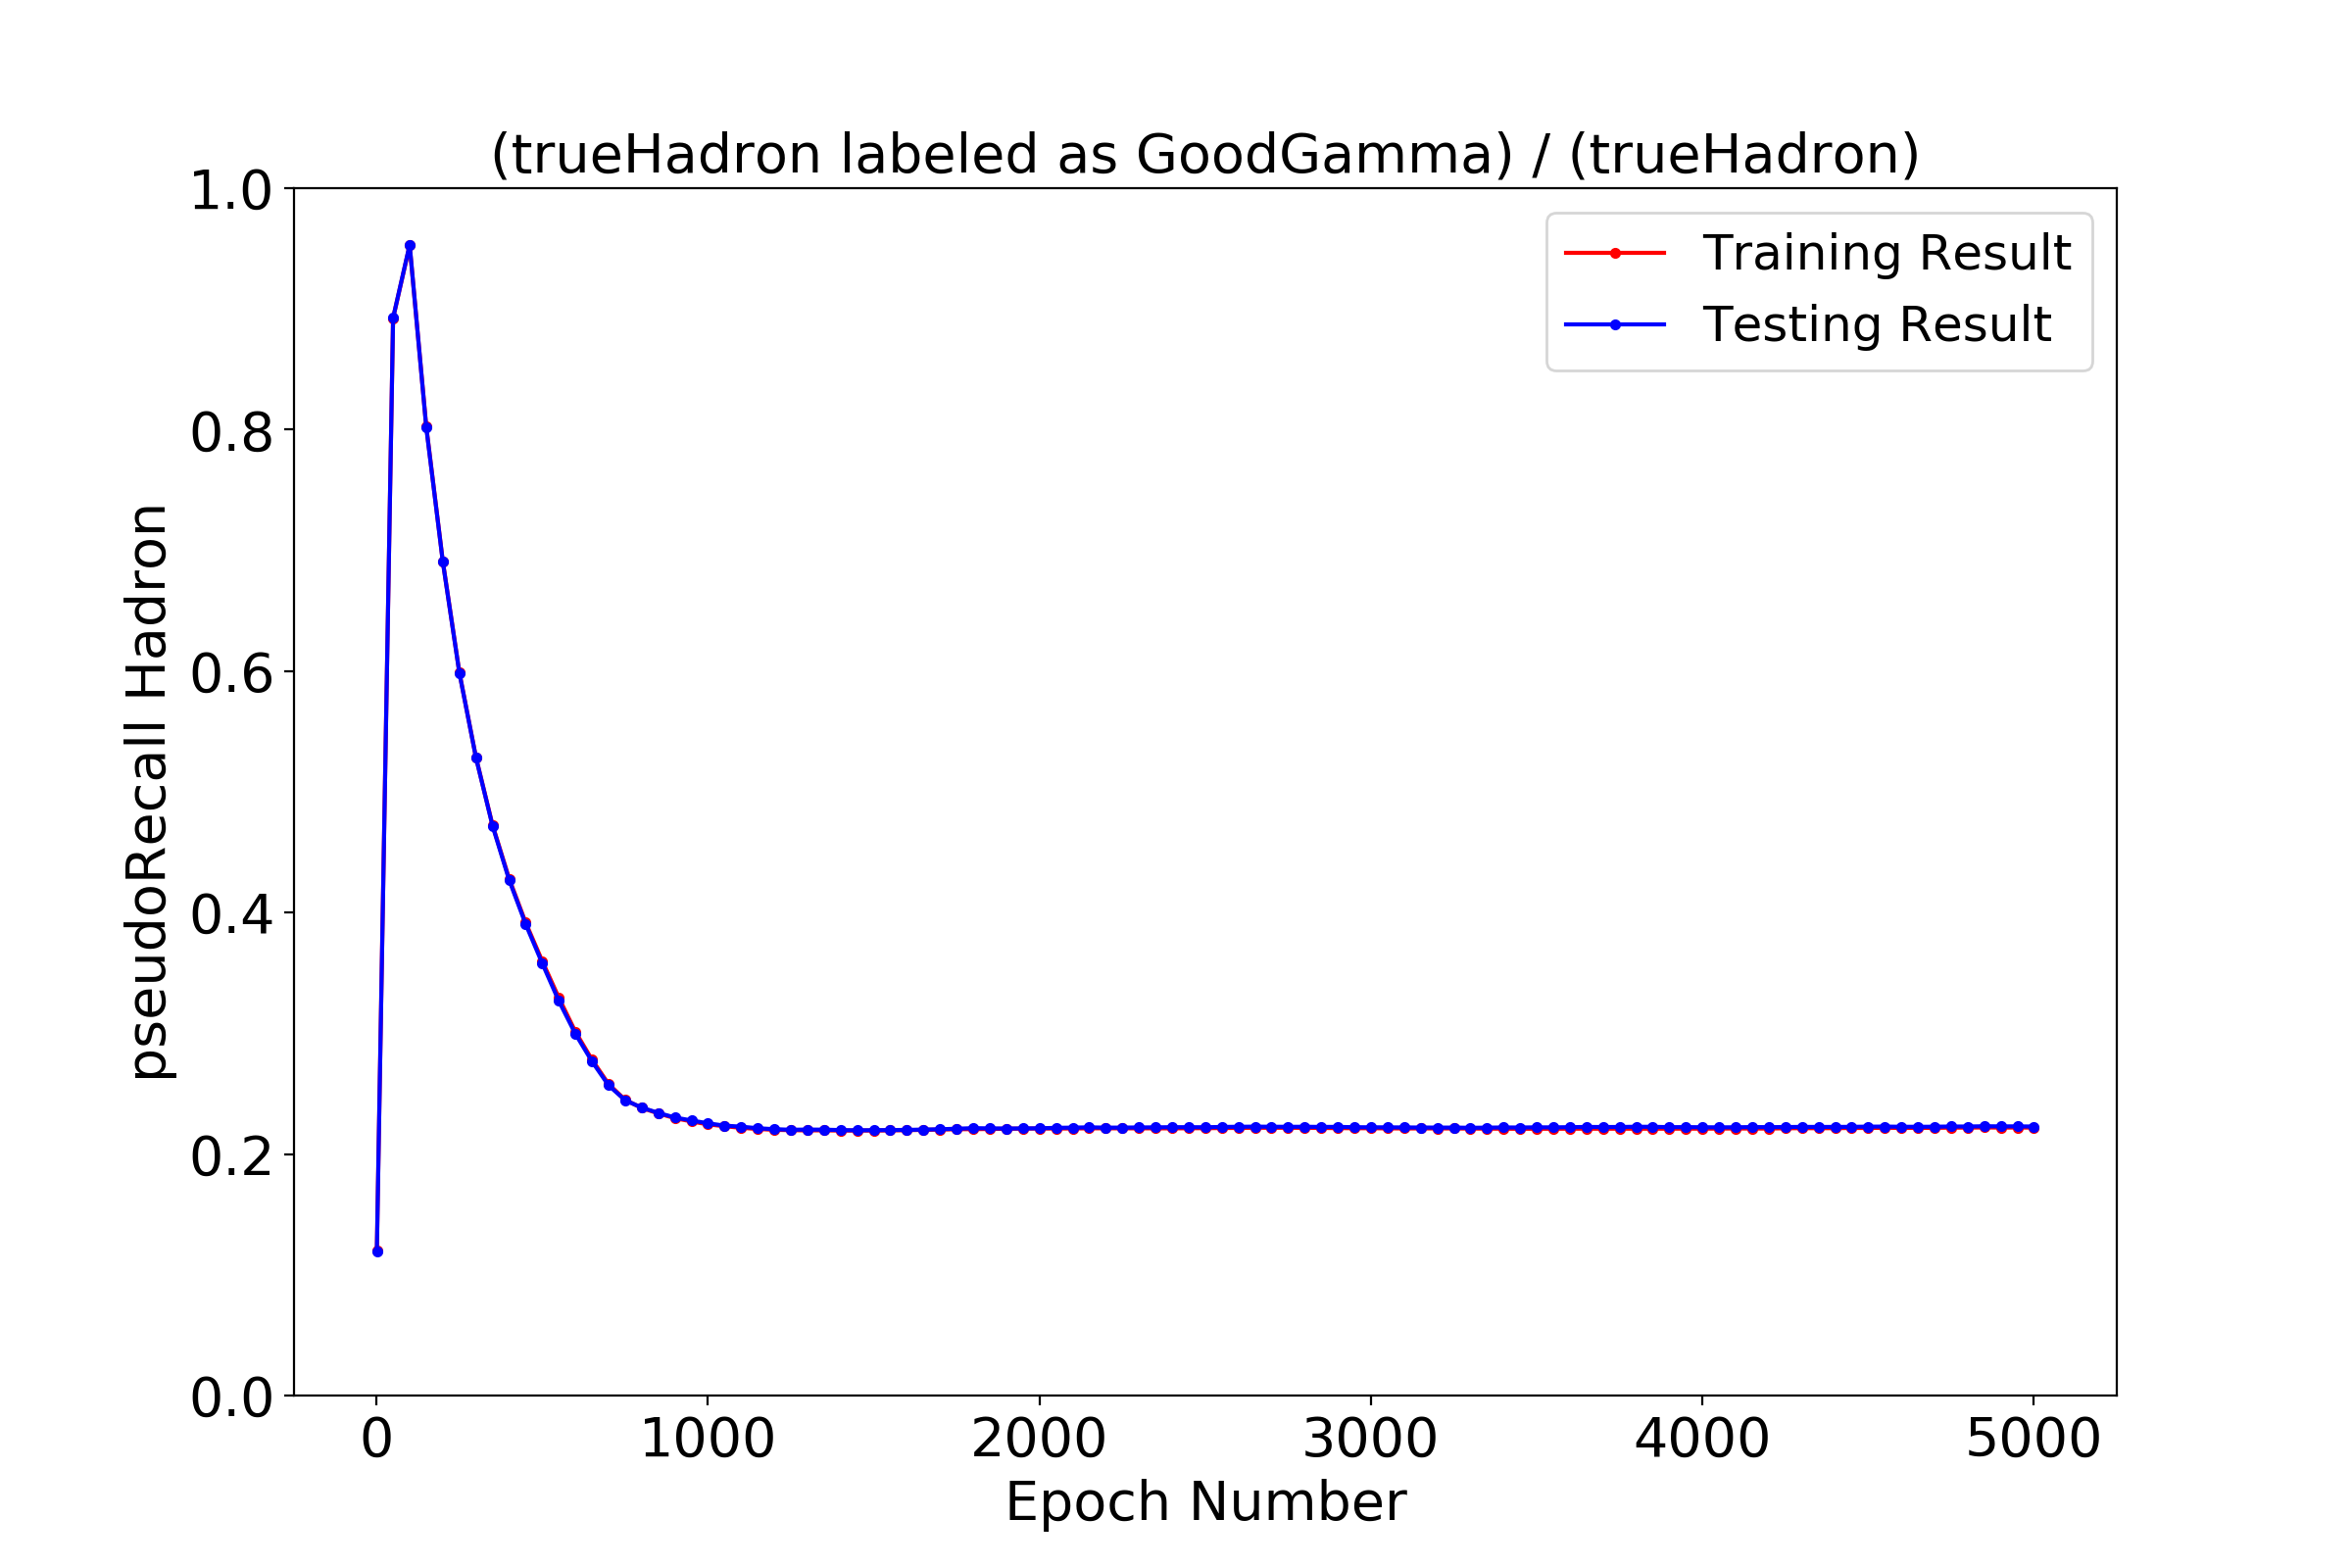 (trueHadron labeled as GoodGamma) / (trueHadron)
1.0
0.8
0.6
0.4
0.2
0.0
pseudoRecall Hadron
Training Result
Testing Result
0 1000 2000 3000 4000 5000
Epoch Number